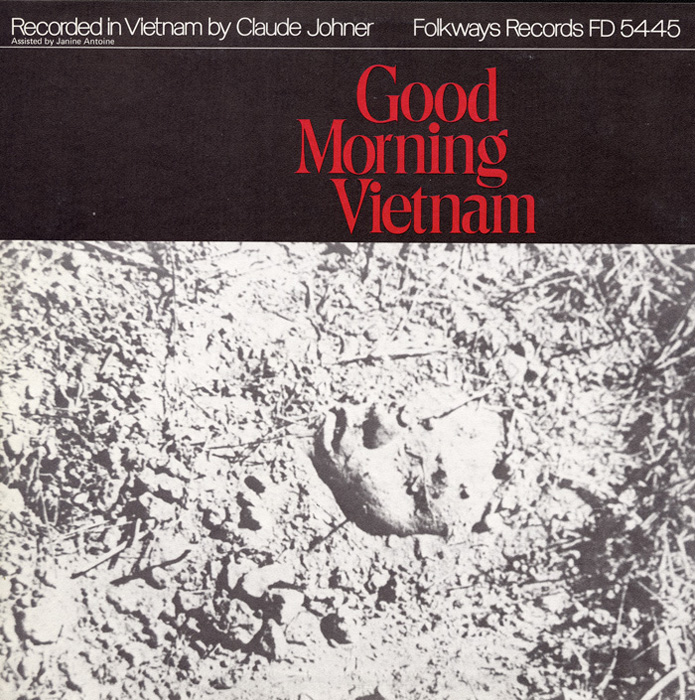 Recorded in Vietnam by Claude Johner
Folkways Records FD 5445
Assisted by Janine Antoine
Good
Morning
Vietnam